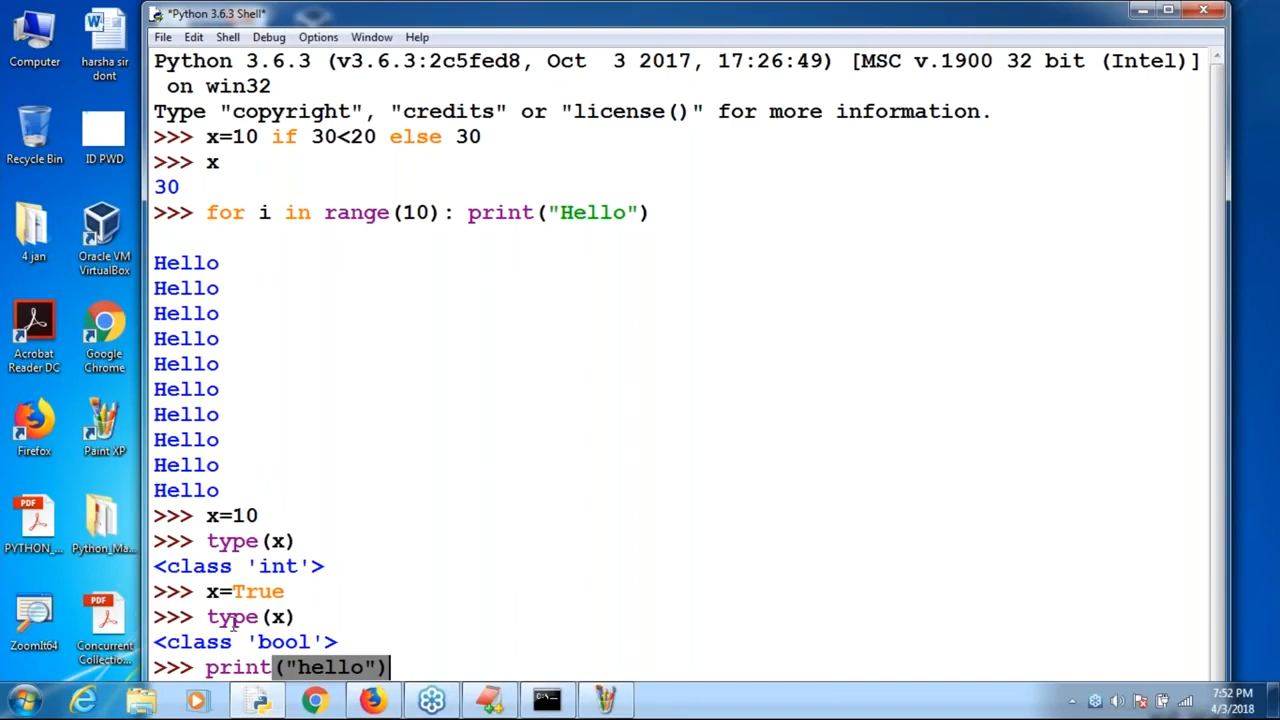 *Python 3.6.3 Shell*
File Edit Shell Debug Options Window Help
Python 3.6.3 (v3.6.3:2c5fed8, Oct  3 2017, 17:26:49) [MSC v.1900 32 bit (Intel)]
 on win32
Type "copyright", "credits" or "license()" for more information.
>>> x=10 if 30<20 else 30
>>> x
30
>>> for i in range(10): print("Hello")
Hello
Hello
Hello
Hello
Hello
Hello
Hello
Hello
Hello
Hello
>>> x=10
>>> type(x)
<class 'int'>
>>> x=True
>>> type(x)
<class 'bool'>
>>> print("hello")
Computer
harsha sir
dont
Recycle Bin
ID PWD
4 jan
Oracle VM
VirtualBox
Acrobat
Reader DC
Google
Chrome
Firefox
Paint XP
PDF
PYTHON_...
Python_Ma...
ZoomIt64
PDF
Concurrent
Collectio...
7:52 PM
4/3/2018